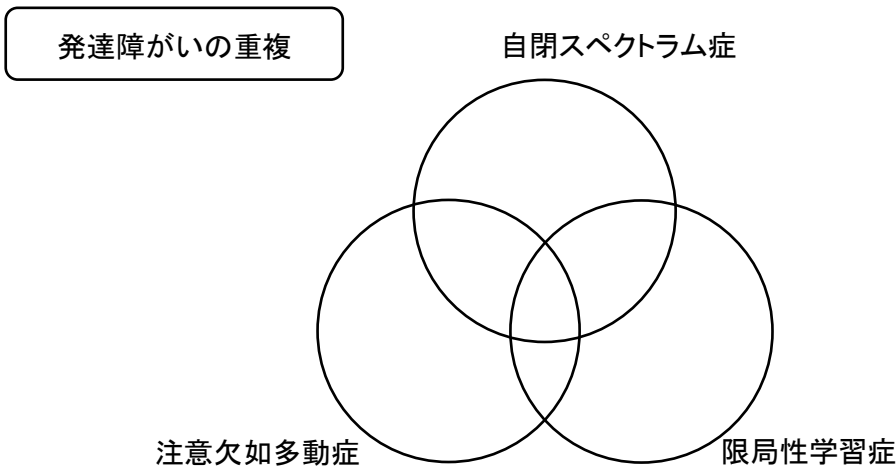 発達障がいの重複
自閉スペクトラム症
注意欠如多動症
限局性学習症